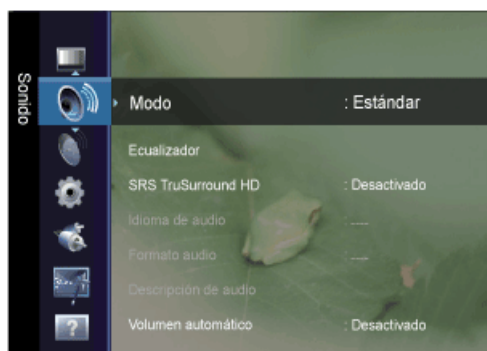 Sonido
Modo : Estándar
Ecualizador
SRS TruSurround HD : Desactivado
Idioma de audio : ----
Formato audio : ----
Descripción de audio
Volumen automático : Desactivado
?